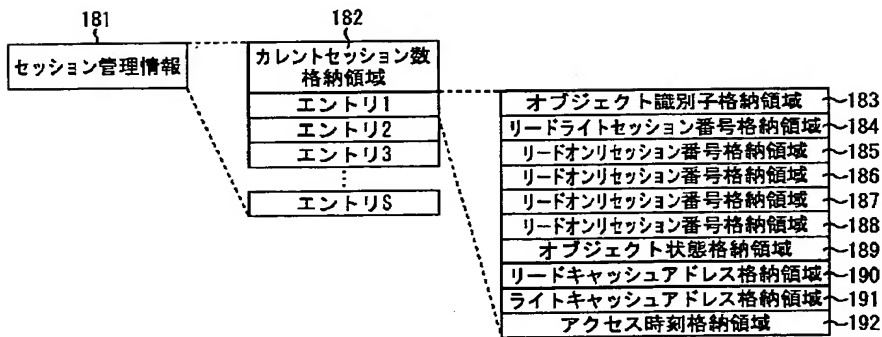 181
セッション管理情報
182
カレントセッション数
格納領域
エントリ1
エントリ2
エントリ3
エントリS
オブジェクト識別子格納領域 183
リードライトセッション番号格納領域 184
リードオンリセッション番号格納領域 185
リードオンリセッション番号格納領域 186
リードオンリセッション番号格納領域 187
リードオンリセッション番号格納領域 188
オブジェクト状態格納領域 189
リードキャッシュアドレス格納領域 190
ライトキャッシュアドレス格納領域 191
アクセス時刻格納領域 192